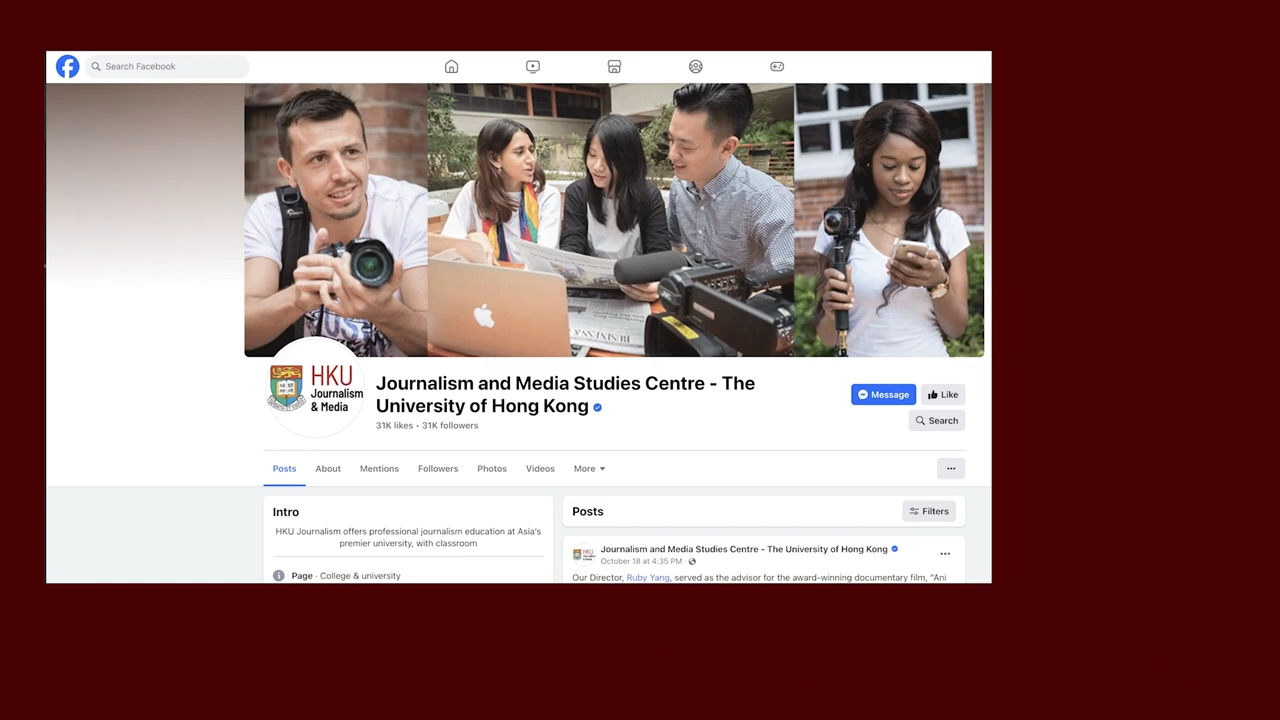 Search Facebook
HKU
Journalism
& Media
Journalism and Media Studies Centre - The
University of Hong Kong
31K likes • 31K followers
Message
Like
Search
Posts
About
Mentions
Followers
Photos
Videos
More
Intro
HKU Journalism offers professional journalism education at Asia's
premier university, with classroom
Page · College & university
Posts
Filters
Journalism and Media Studies Centre - The University of Hong Kong
October 18 at 4:35 PM ·
Our Director, Ruby Yang, served as the advisor for the award-winning documentary film, "Ani